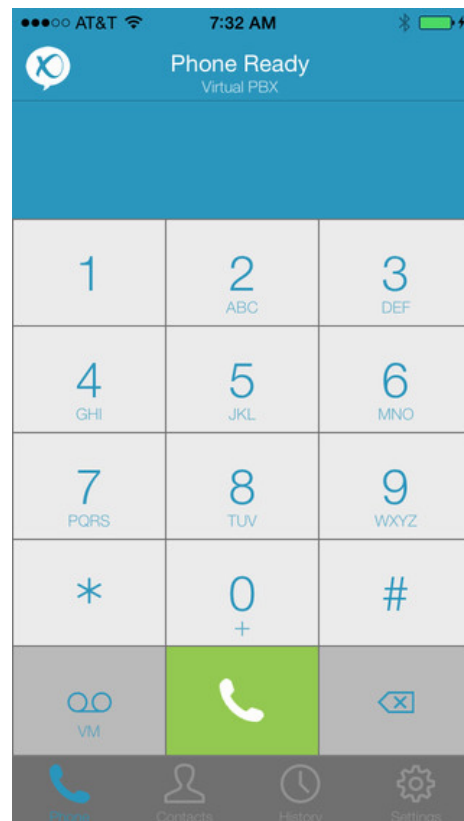 AT&T 7:32 AM
Phone Ready
Virtual PBX
1 2 3
ABC DEF
4 5 6
GHI JKL MNO
7 8 9
PQRS TUV WXYZ
* 0 #
+
VM
Phone Contacts History Settings